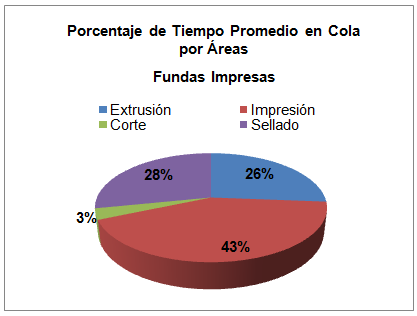 Porcentaje de Tiempo Promedio en Cola
por Áreas
Fundas Impresas
Extrusión
Impresión
Corte
Sellado
28%
26%
3%
43%